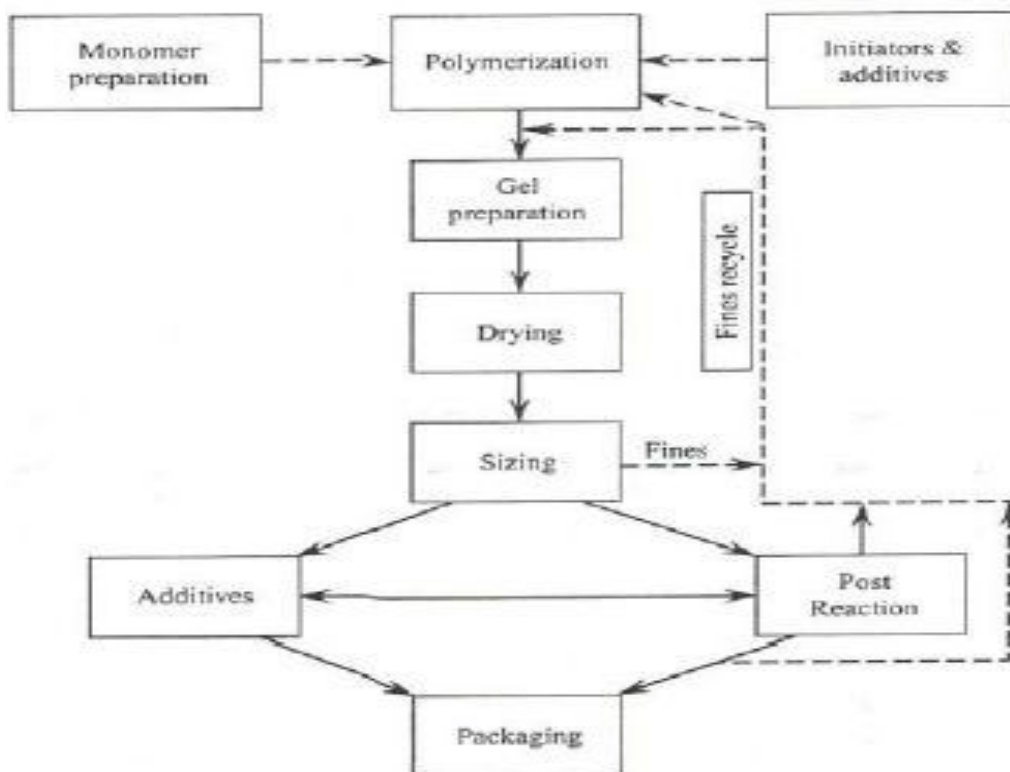 Monomer
preparation
Polymerization
Initiators &
additives
Gel
preparation
Fines recycle
Drying
Sizing
Fines
Additives
Post
Reaction
Packaging